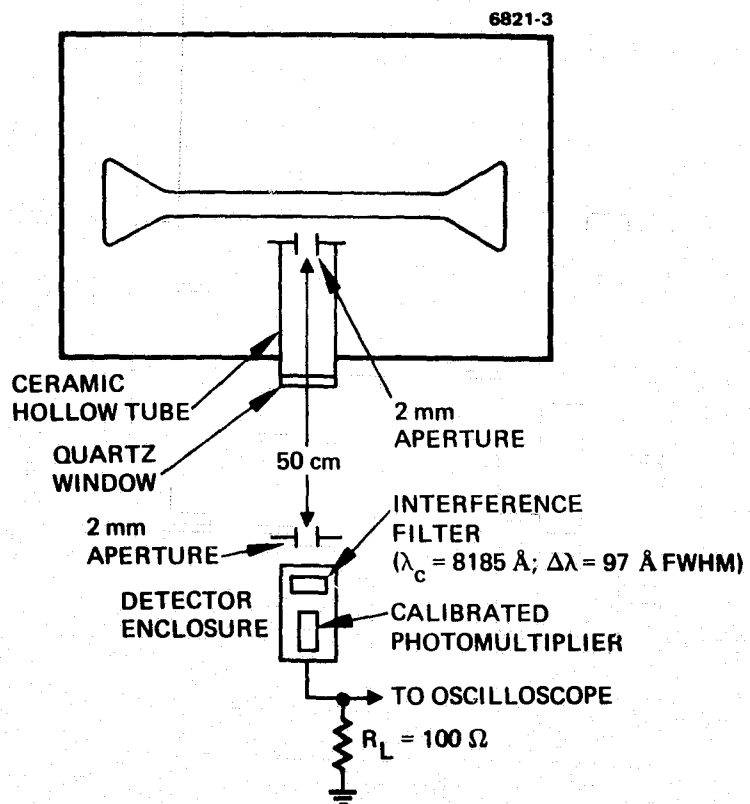 6821-3
CERAMIC
HOLLOW TUBE
2 mm
APERTURE
QUARTZ
WINDOW
50 cm
INTERFERENCE
FILTER
(λc = 8185 Å; Δλ = 97 Å FWHM)
2 mm
APERTURE
DETECTOR
ENCLOSURE
CALIBRATED
PHOTOMULTIPLIER
TO OSCILLOSCOPE
RL = 100 Ω